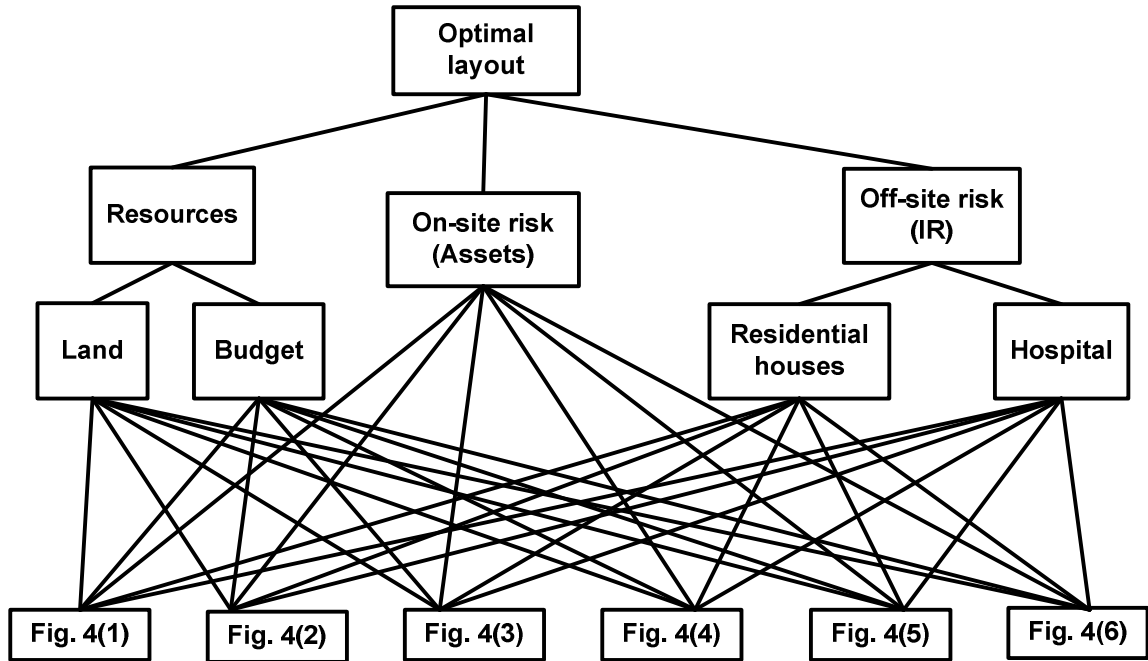 Optimal
layout
Resources
On-site risk
(Assets)
Off-site risk
(IR)
Land
Budget
Residential
houses
Hospital
Fig. 4(1)
Fig. 4(2)
Fig. 4(3)
Fig. 4(4)
Fig. 4(5)
Fig. 4(6)